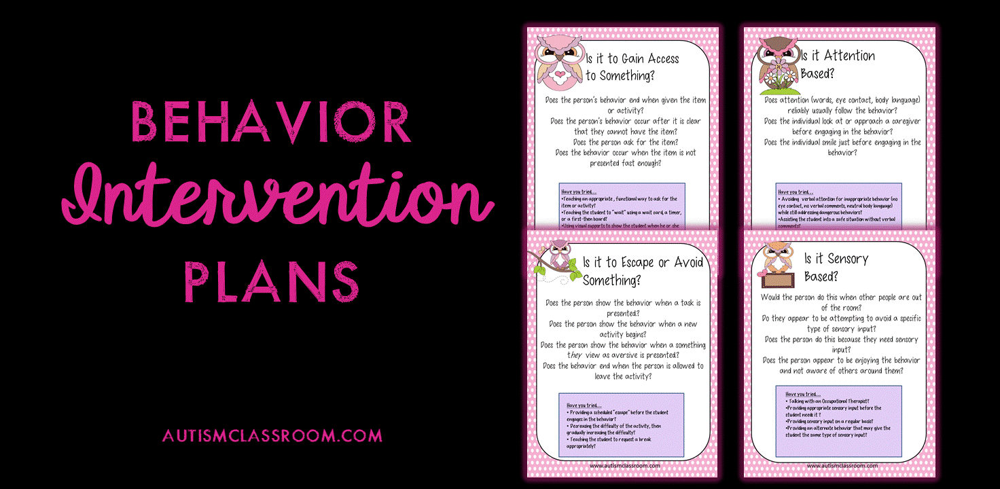 BEHAVIOR
Intervention
PLANS
AUTISMCLASSROOM.COM
Is it to Gain Access
to Something?
Does the person's behavior end when given the item
or activity?
Does the person's behavior occur after it is clear
that they cannot have the item?
Does the person ask for the item?
Does the behavior occur when the item is not
presented fast enough?
Have you tried...
•Teaching an appropriate , functional way to ask for the
item or activity?
•Teaching the student to "wait" using a wait card, a timer,
or a first-then board?
•Using visual supports to show the student when he or she
Is it Attention
Based?
Does attention (words, eye contact, body language)
reliably usually follow the behavior?
Does the individual look at or approach a caregiver
before engaging in the behavior?
Does the individual smile just before engaging in the
behavior?
Have you tried...
• Avoiding verbal attention for inappropriate behavior (no
eye contact, no verbal comments, neutral body language)
while still addressing dangerous behaviors?
•Assisting the student into a safe situation without verbal
comments?
Is it to Escape or Avoid
Something?
Does the person show the behavior when a task is
presented?
Does the person show the behavior when a new
activity begins?
Does the person show the behavior when a something
they view as aversive is presented?
Does the behavior end when the person is allowed to
leave the activity?
Have you tried...
• Providing a scheduled "escape" before the student
engages in the behavior?
• Decreasing the difficulty of the activity, then
gradually increasing the difficulty?
• Teaching the student to request a break
appropriately?
www.autismclassroom.com
Is it Sensory
Based?
Would the person do this when other people are out
of the room?
Do they appear to be attempting to avoid a specific
type of sensory input?
Does the person do this because they need sensory
input?
Does the person appear to be enjoying the behavior
and not aware of others around them?
Have you tried...
• Talking with an Occupational Therapist?
•Providing appropriate sensory input before the
student needs it ?
•Providing sensory input on a regular basis?
•Providing an alternate behavior that may give the
student the same type of sensory input?
www.autismclassroom.com